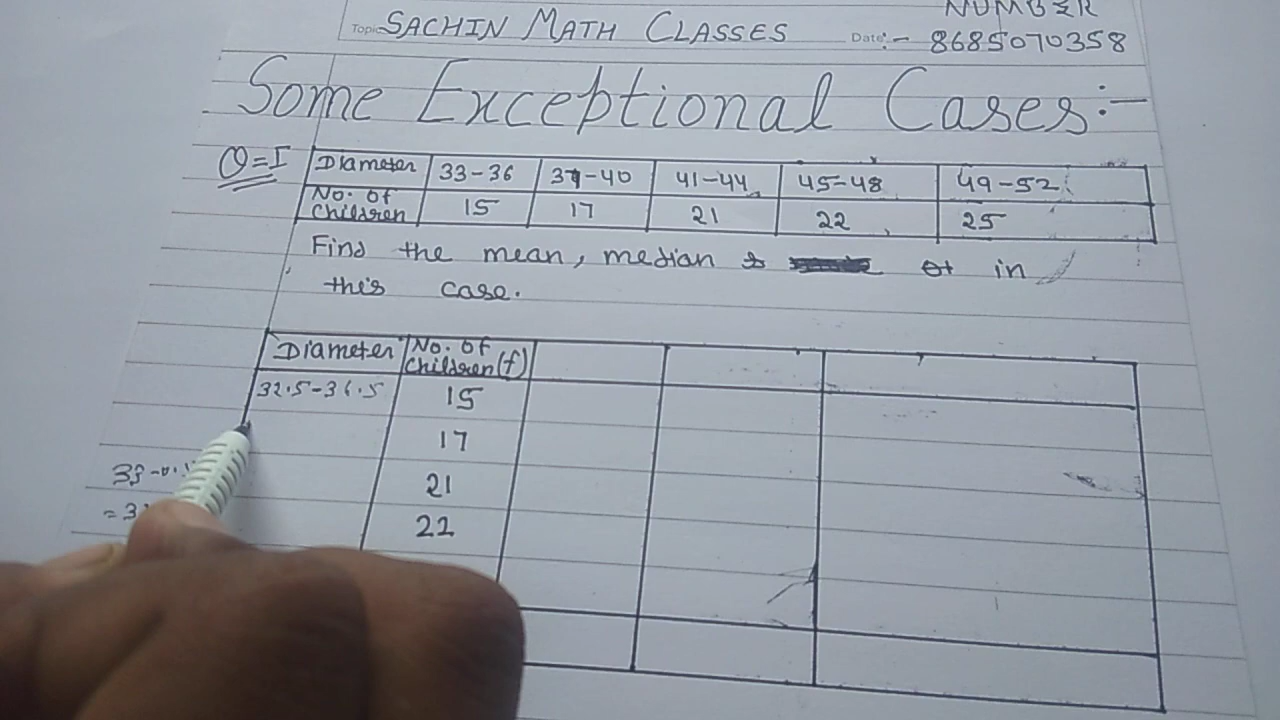 NUMBER
Topic SACHIN MATH CLASSES Date:- 8685070358
Some Exceptional Cases:-
Q=I Diameter 33-36 37-40 41-44 45-48 49-52
No. of Children 15 17 21 22 25
Find the mean, median & of in
this case.
Diameter No. of Children (f)
32.5-36.5 15
17
21
22